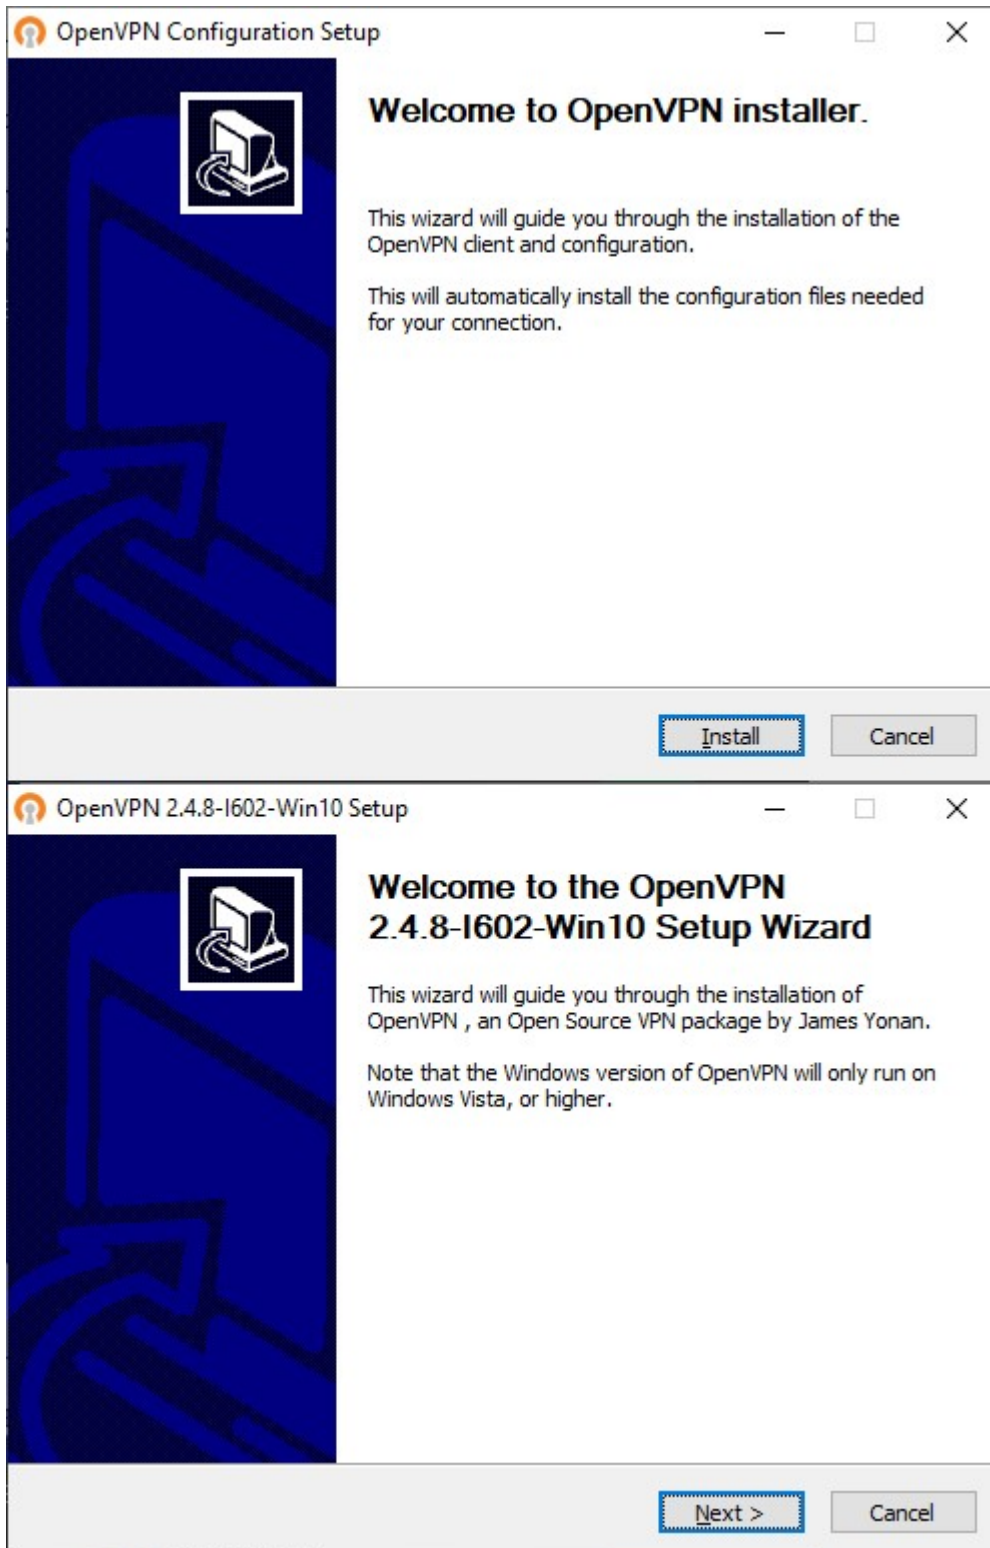 OpenVPN Configuration Setup
Welcome to OpenVPN installer.
This wizard will guide you through the installation of the
OpenVPN client and configuration.
This will automatically install the configuration files needed
for your connection.
Install
Cancel
OpenVPN 2.4.8-I602-Win10 Setup
Welcome to the OpenVPN
2.4.8-I602-Win10 Setup Wizard
This wizard will guide you through the installation of
OpenVPN , an Open Source VPN package by James Yonan.
Note that the Windows version of OpenVPN will only run on
Windows Vista, or higher.
Next >
Cancel